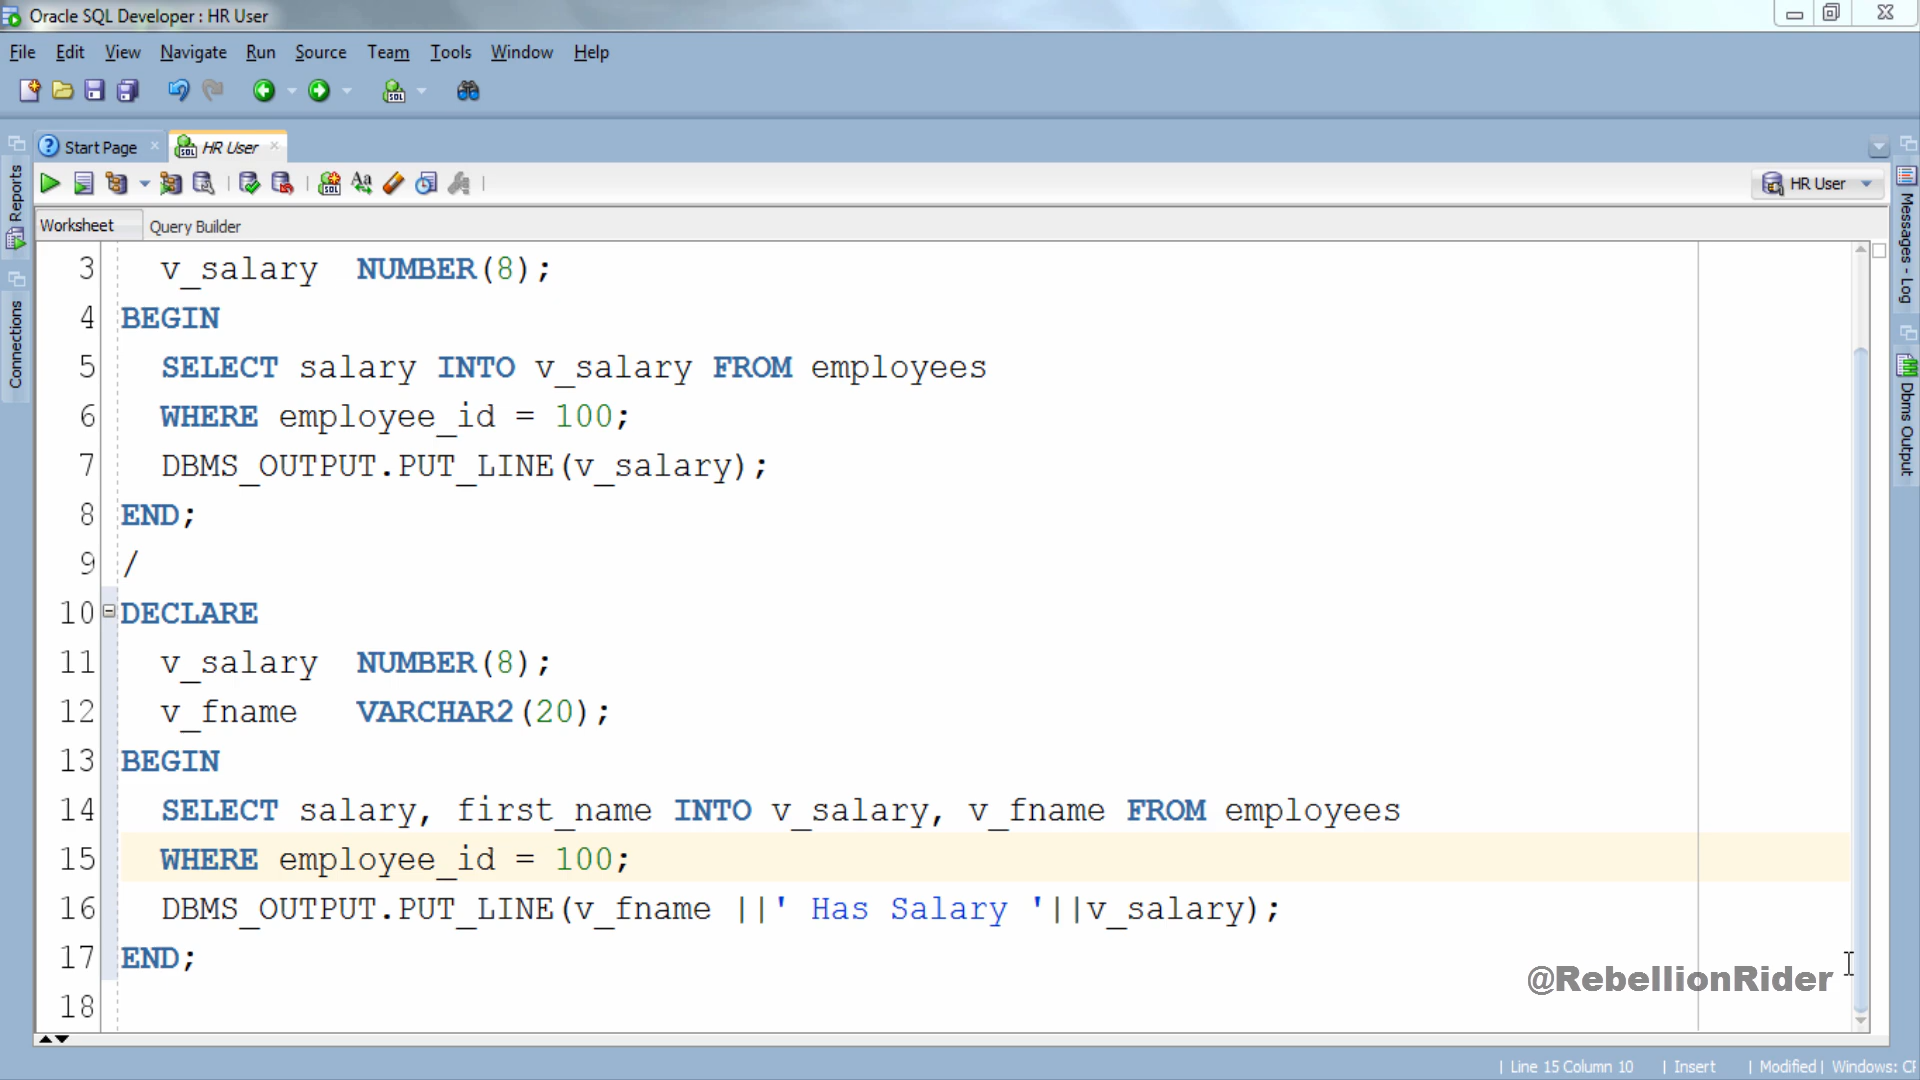 Oracle SQL Developer : HR User
File Edit View Navigate Run Source Team Tools Window Help
Start Page HR User
HR User
Worksheet Query Builder
Reports
Connections
Messages - Log
Dbms Output
3 v_salary NUMBER(8);
4 BEGIN
5 SELECT salary INTO v_salary FROM employees
6 WHERE employee_id = 100;
7 DBMS_OUTPUT.PUT_LINE(v_salary);
8 END;
9 /
10 DECLARE
11 v_salary NUMBER(8);
12 v_fname VARCHAR2(20);
13 BEGIN
14 SELECT salary, first_name INTO v_salary, v_fname FROM employees
15 WHERE employee_id = 100;
16 DBMS_OUTPUT.PUT_LINE(v_fname ||' Has Salary '||v_salary);
17 END;
18
@RebellionRider
| Line 15 Column 10 | Insert | Modified | Windows: